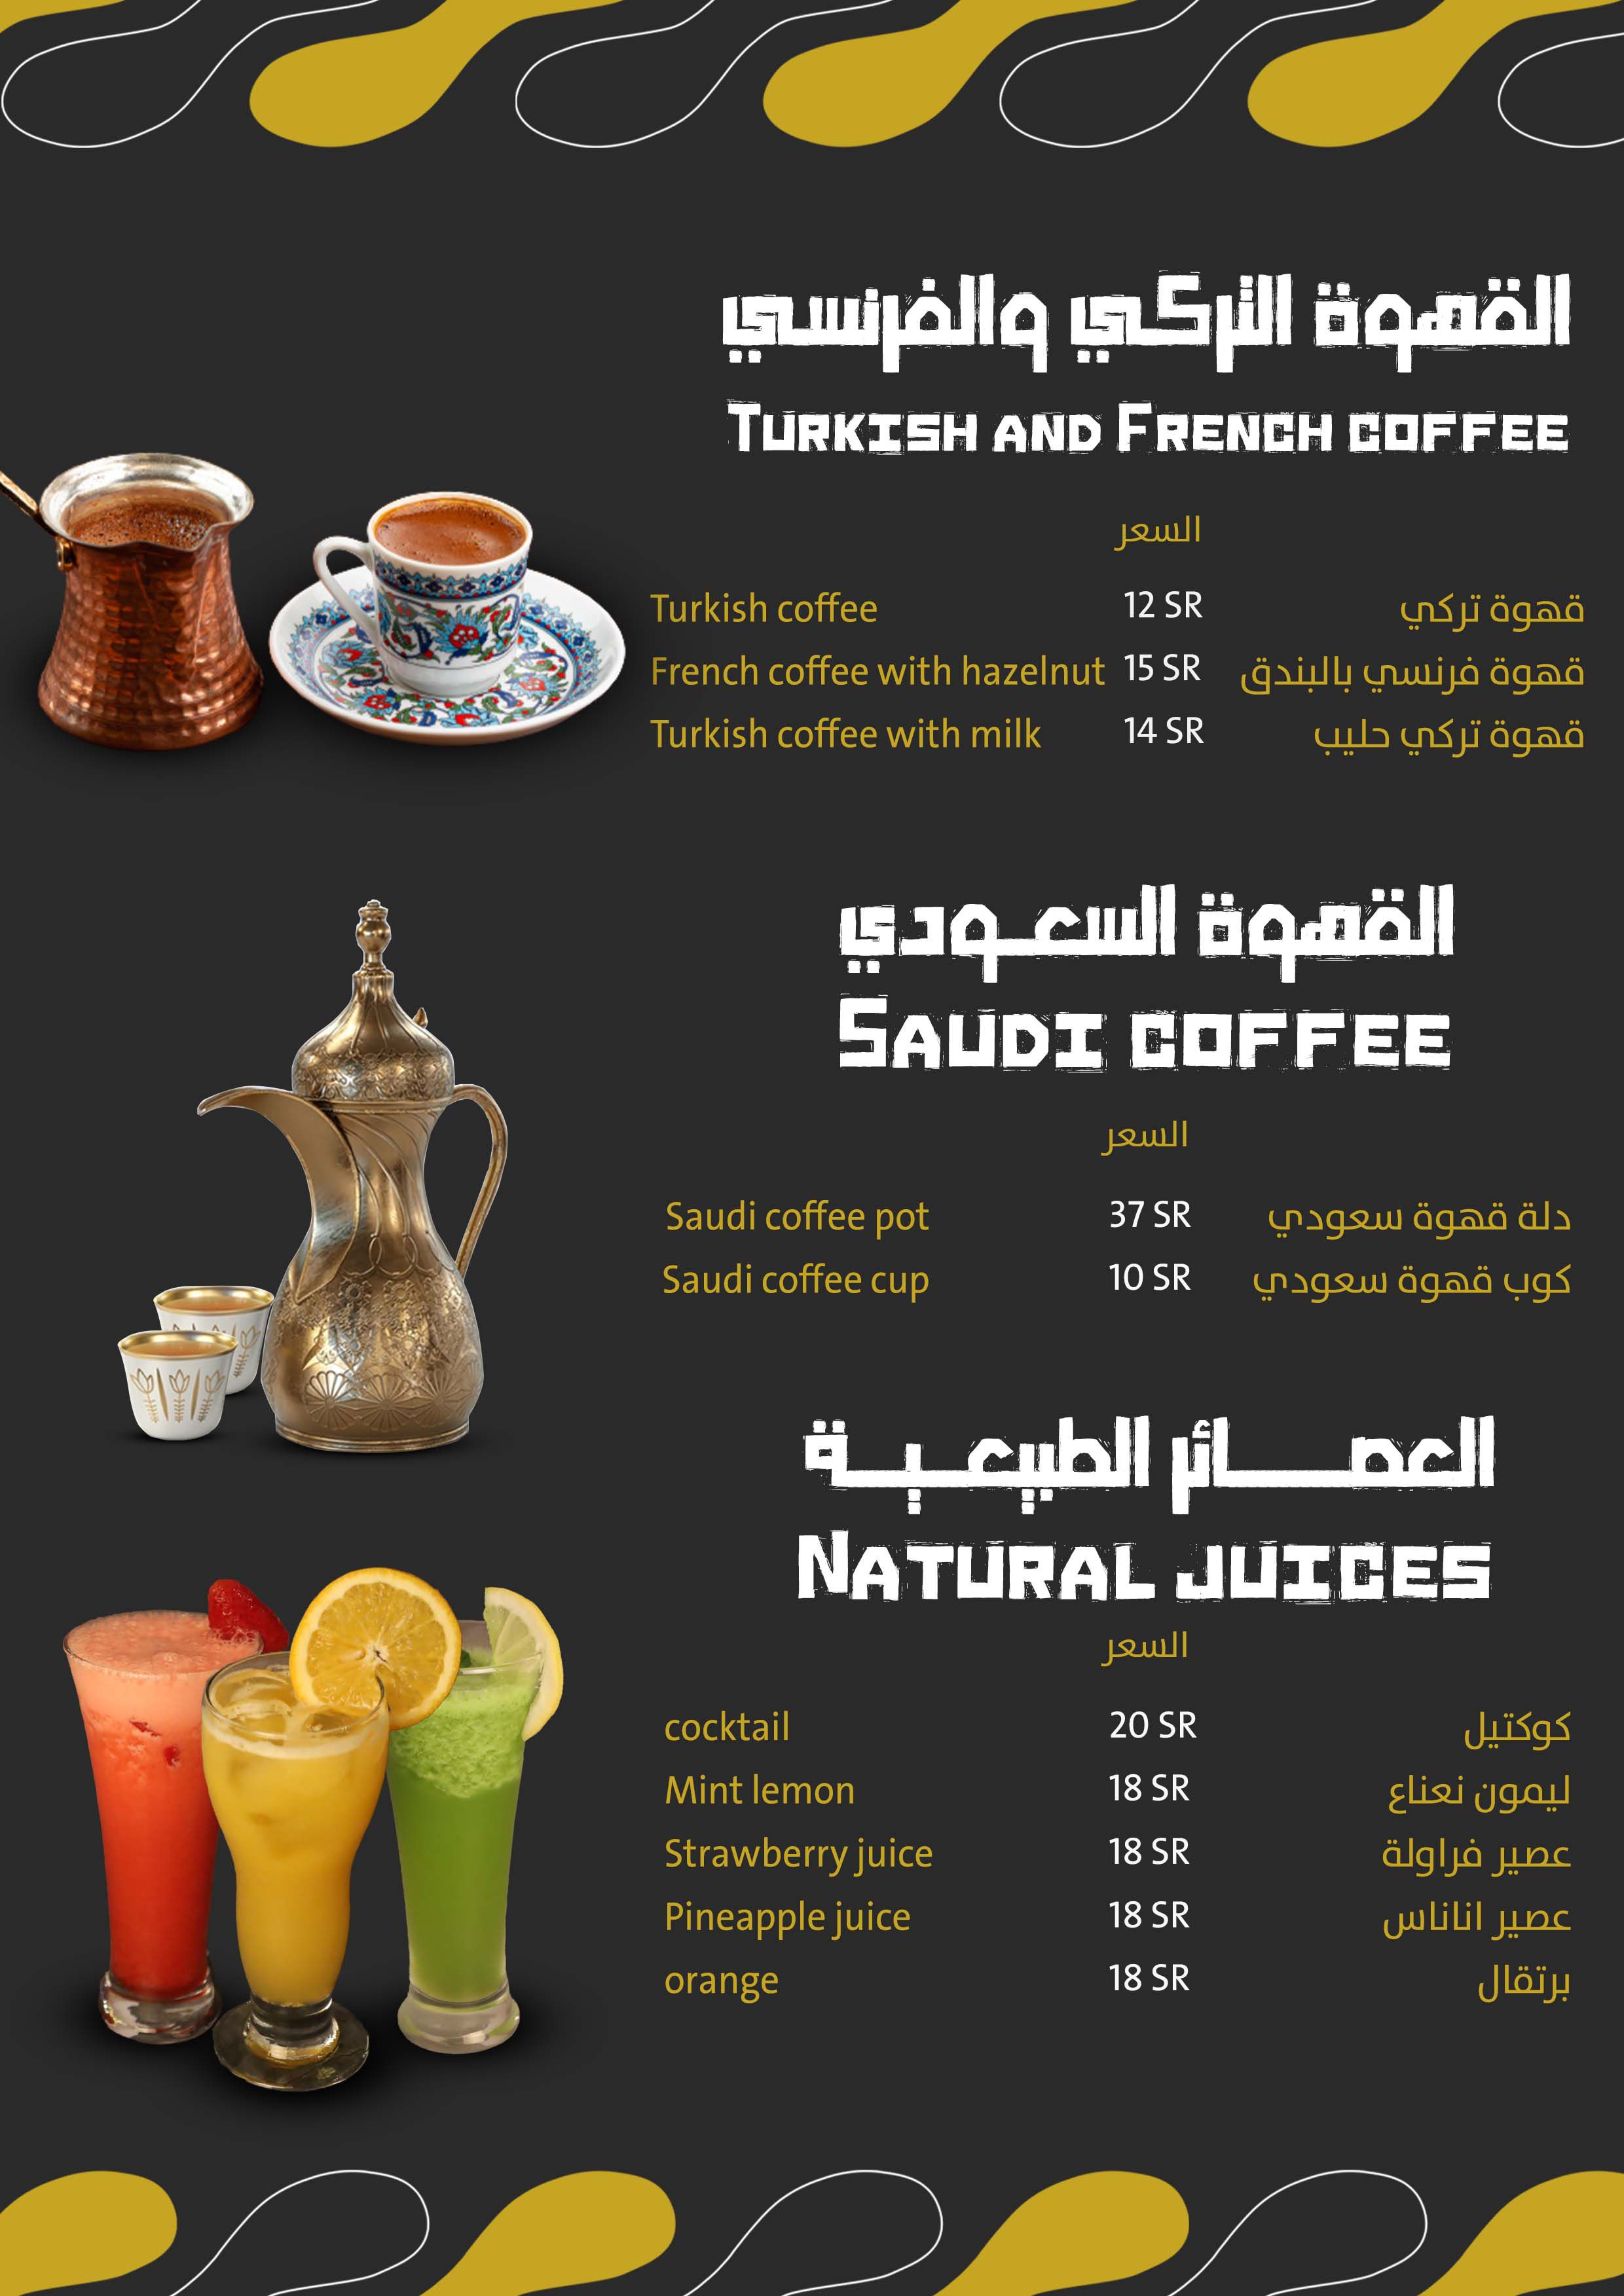 القهوة التركي والفرنسي
Turkish and French coffee
السعر
Turkish coffee 12 SR قهوة تركي
French coffee with hazelnut 15 SR قهوة فرنسي بالبندق
Turkish coffee with milk 14 SR قهوة تركي حليب
القهوة السعـودي
Saudi coffee
السعر
Saudi coffee pot 37 SR دلة قهوة سعودي
Saudi coffee cup 10 SR كوب قهوة سعودي
العصـــائر الطبيعـيـة
Natural juices
السعر
cocktail 20 SR كوكتيل
Mint lemon 18 SR ليمون نعناع
Strawberry juice 18 SR عصير فراولة
Pineapple juice 18 SR عصير اناناس
orange 18 SR برتقال